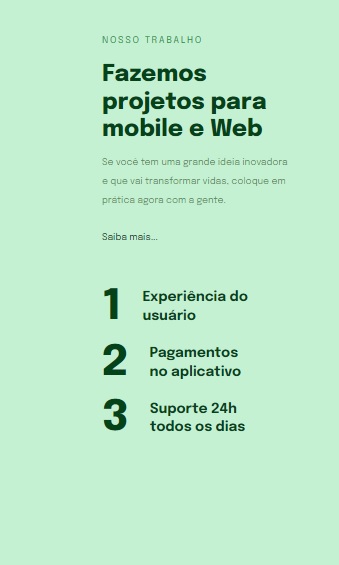 NOSSO TRABALHO
Fazemos
projetos para
mobile e Web
Se você tem uma grande ideia inovadora
e que vai transformar vidas, coloque em
prática agora com a gente.
Saiba mais...
1 Experiência do
usuário
2 Pagamentos
no aplicativo
3 Suporte 24h
todos os dias